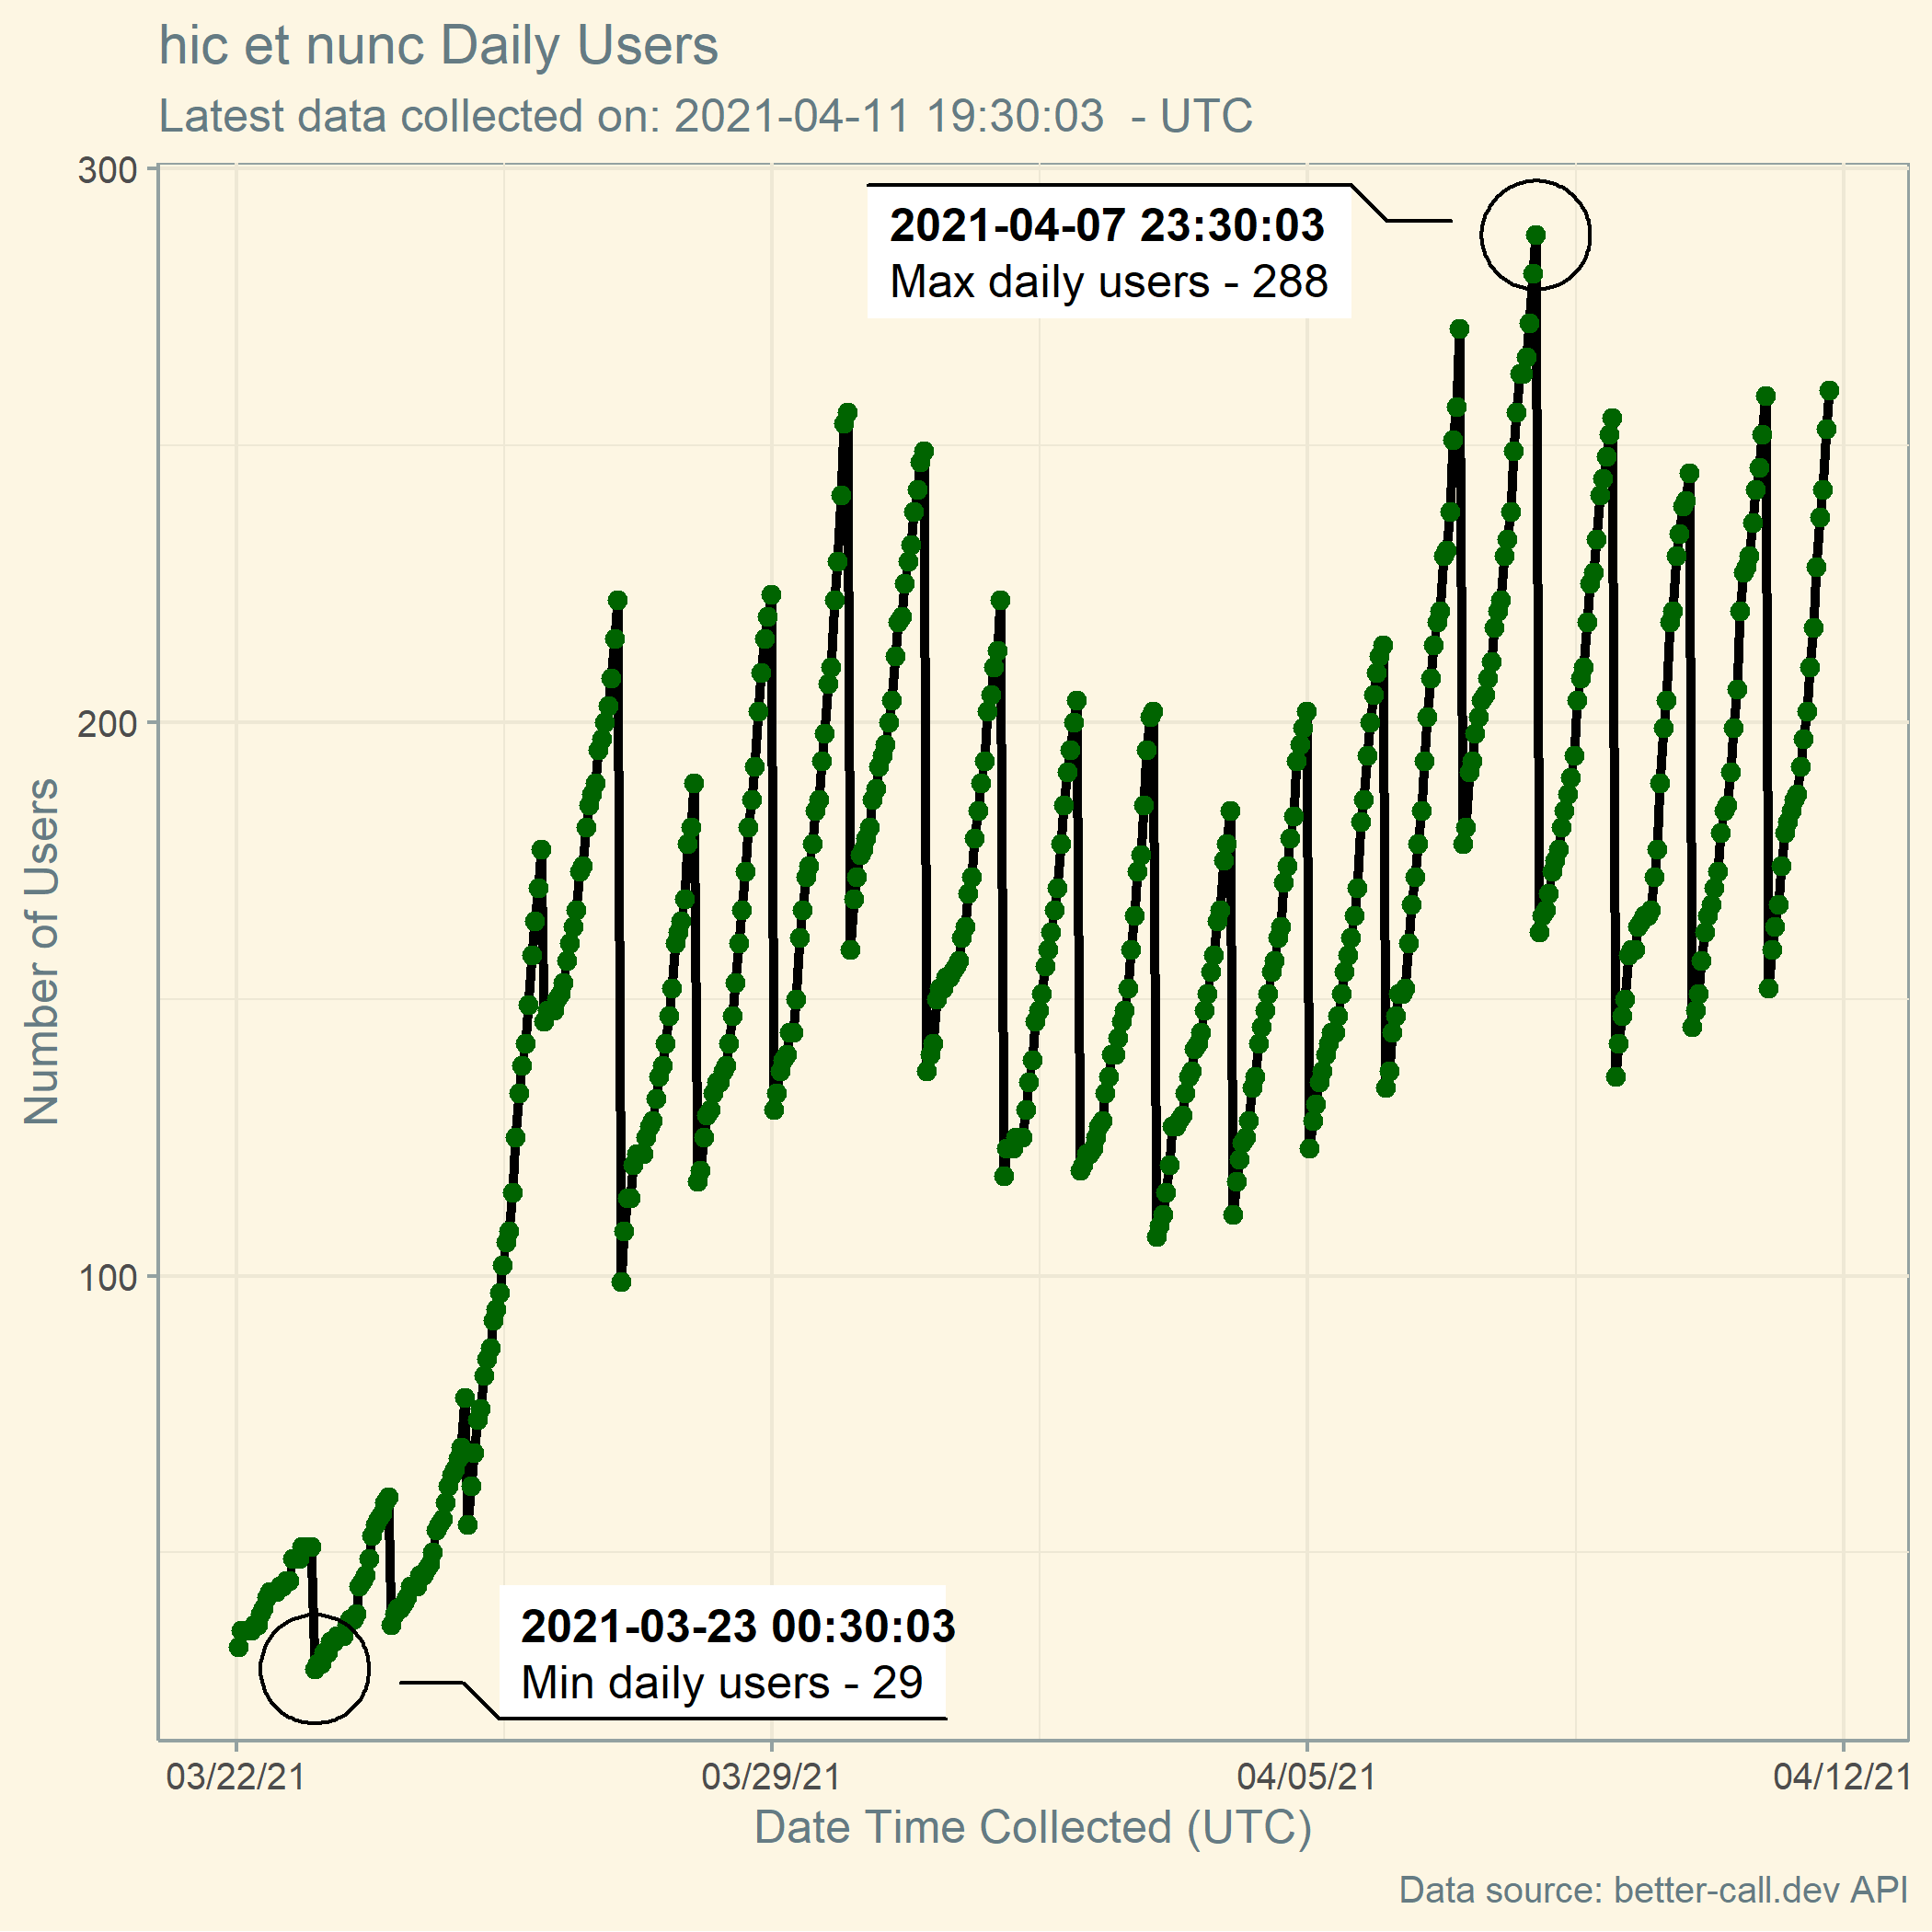 hic et nunc Daily Users
Latest data collected on: 2021-04-11 19:30:03 - UTC
300
2021-04-07 23:30:03
Max daily users - 288
200
Number of Users
100
2021-03-23 00:30:03
Min daily users - 29
03/22/21
03/29/21
04/05/21
04/12/21
Date Time Collected (UTC)
Data source: better-call.dev API